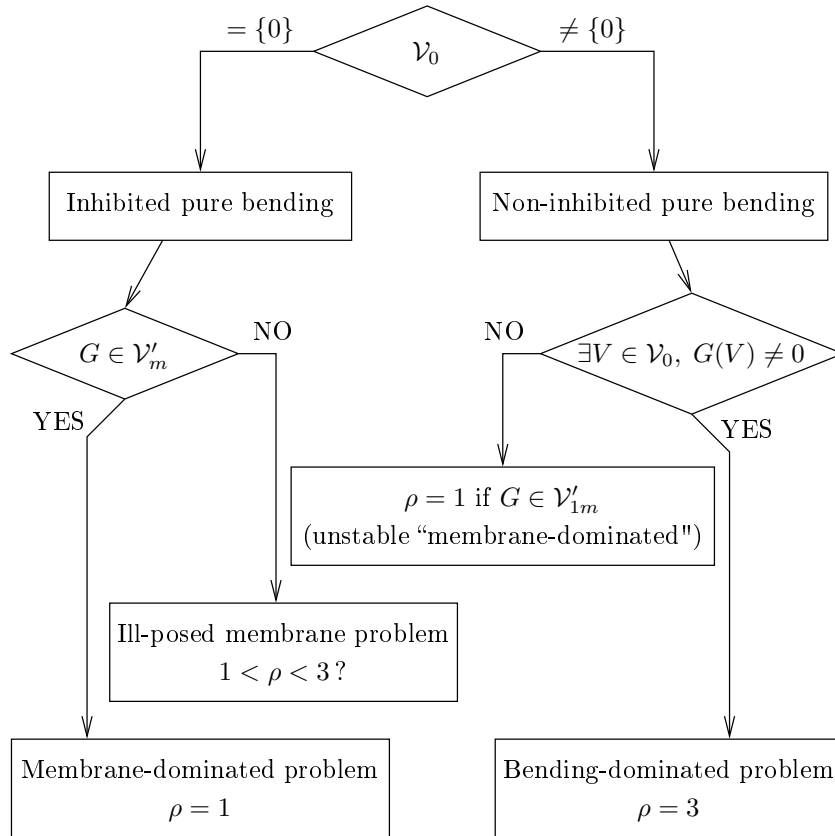 = {0}
𝒱₀
≠ {0}
Inhibited pure bending
Non-inhibited pure bending
G ∈ 𝒱′ₘ
NO
NO
∃V ∈ 𝒱₀, G(V) ≠ 0
YES
YES
ρ = 1 if G ∈ 𝒱′₁ₘ
(unstable “membrane-dominated")
Ill-posed membrane problem
1 < ρ < 3 ?
Membrane-dominated problem
ρ = 1
Bending-dominated problem
ρ = 3